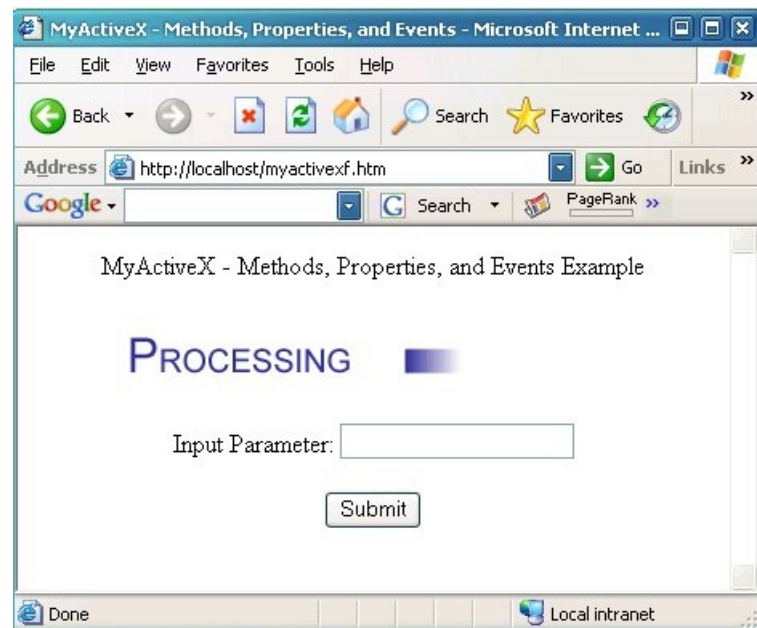 MyActiveX - Methods, Properties, and Events - Microsoft Internet ...
File Edit View Favorites Tools Help
Back Search Favorites »
Address http://localhost/myactivexf.htm Go Links »
Google G Search PageRank »
MyActiveX - Methods, Properties, and Events Example
PROCESSING
Input Parameter:
Submit
Done Local intranet